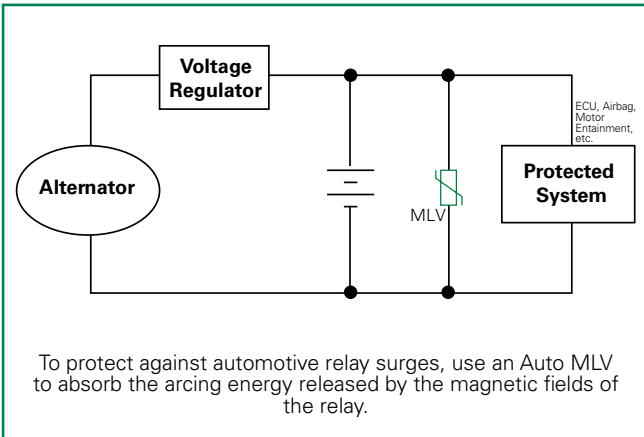 Voltage
Regulator
ECU, Airbag,
Motor
Entainment,
etc.
Alternator
Protected
System
MLV
To protect against automotive relay surges, use an Auto MLV
to absorb the arcing energy released by the magnetic fields of
the relay.